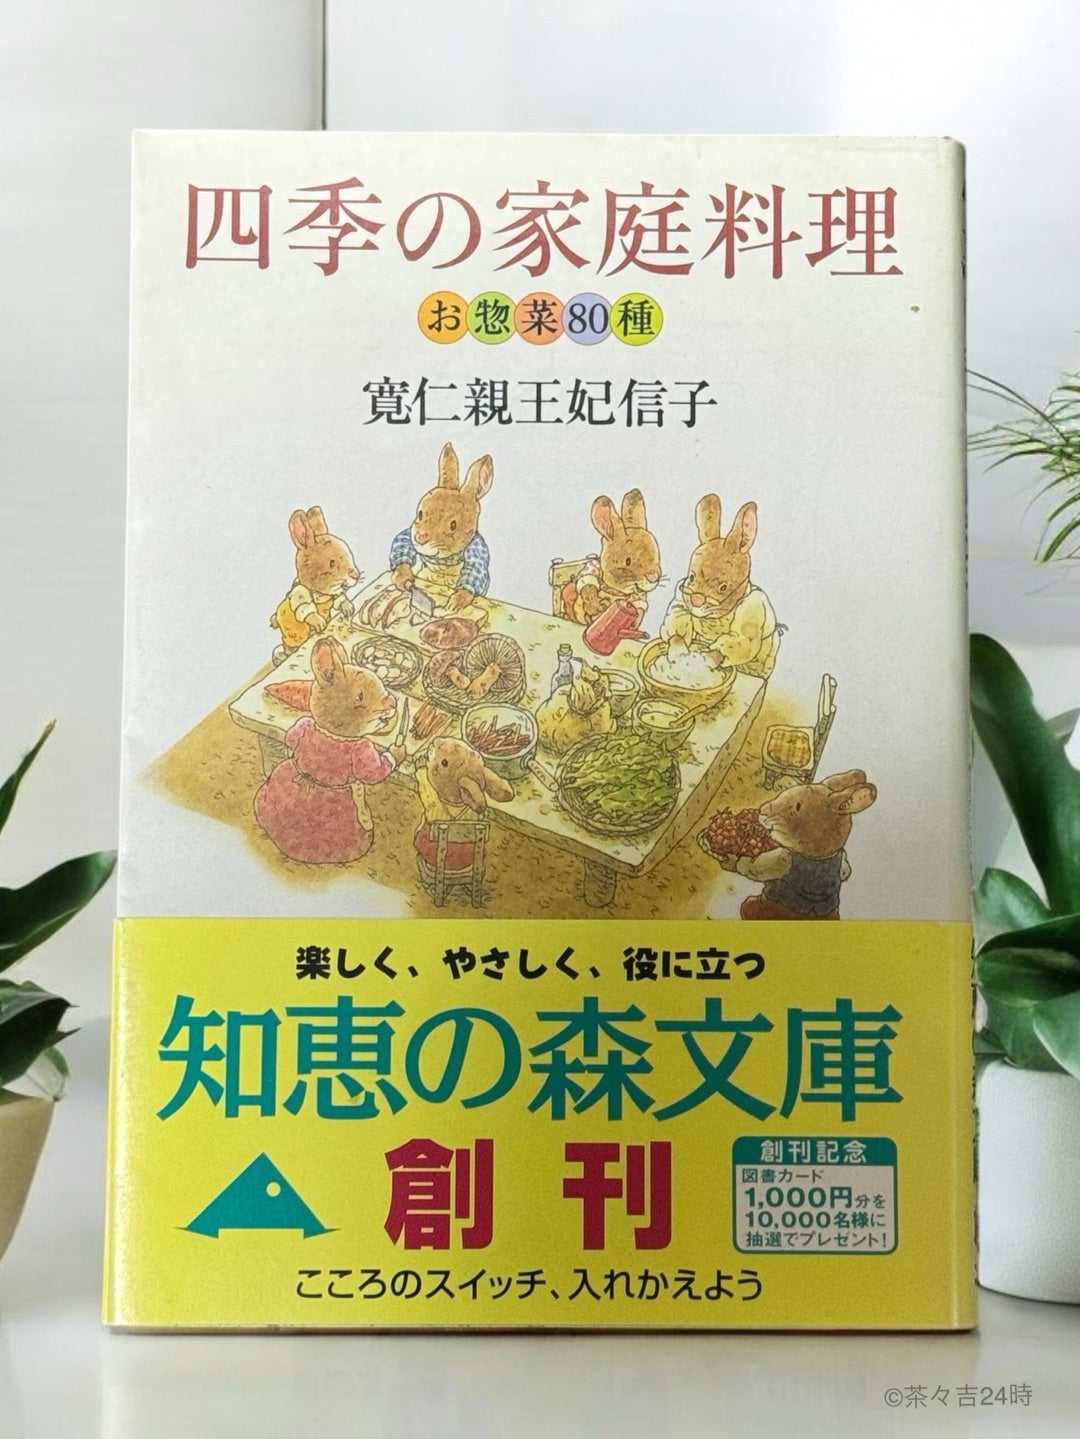 四季の家庭料理
お惣菜80種
寛仁親王妃信子
楽しく、やさしく、役に立つ
知恵の森文庫
創刊
創刊記念
図書カード
1,000円分を
10,000名様に
抽選でプレゼント!
こころのスイッチ、入れかえよう
©茶々吉24時